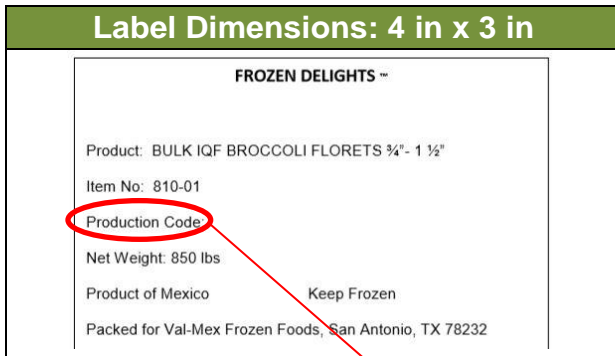 Label Dimensions: 4 in x 3 in
FROZEN DELIGHTS ™
Product: BULK IQF BROCCOLI FLORETS ¾"- 1 ½"
Item No: 810-01
Production Code:
Net Weight: 850 lbs
Product of Mexico Keep Frozen
Packed for Val-Mex Frozen Foods, San Antonio, TX 78232